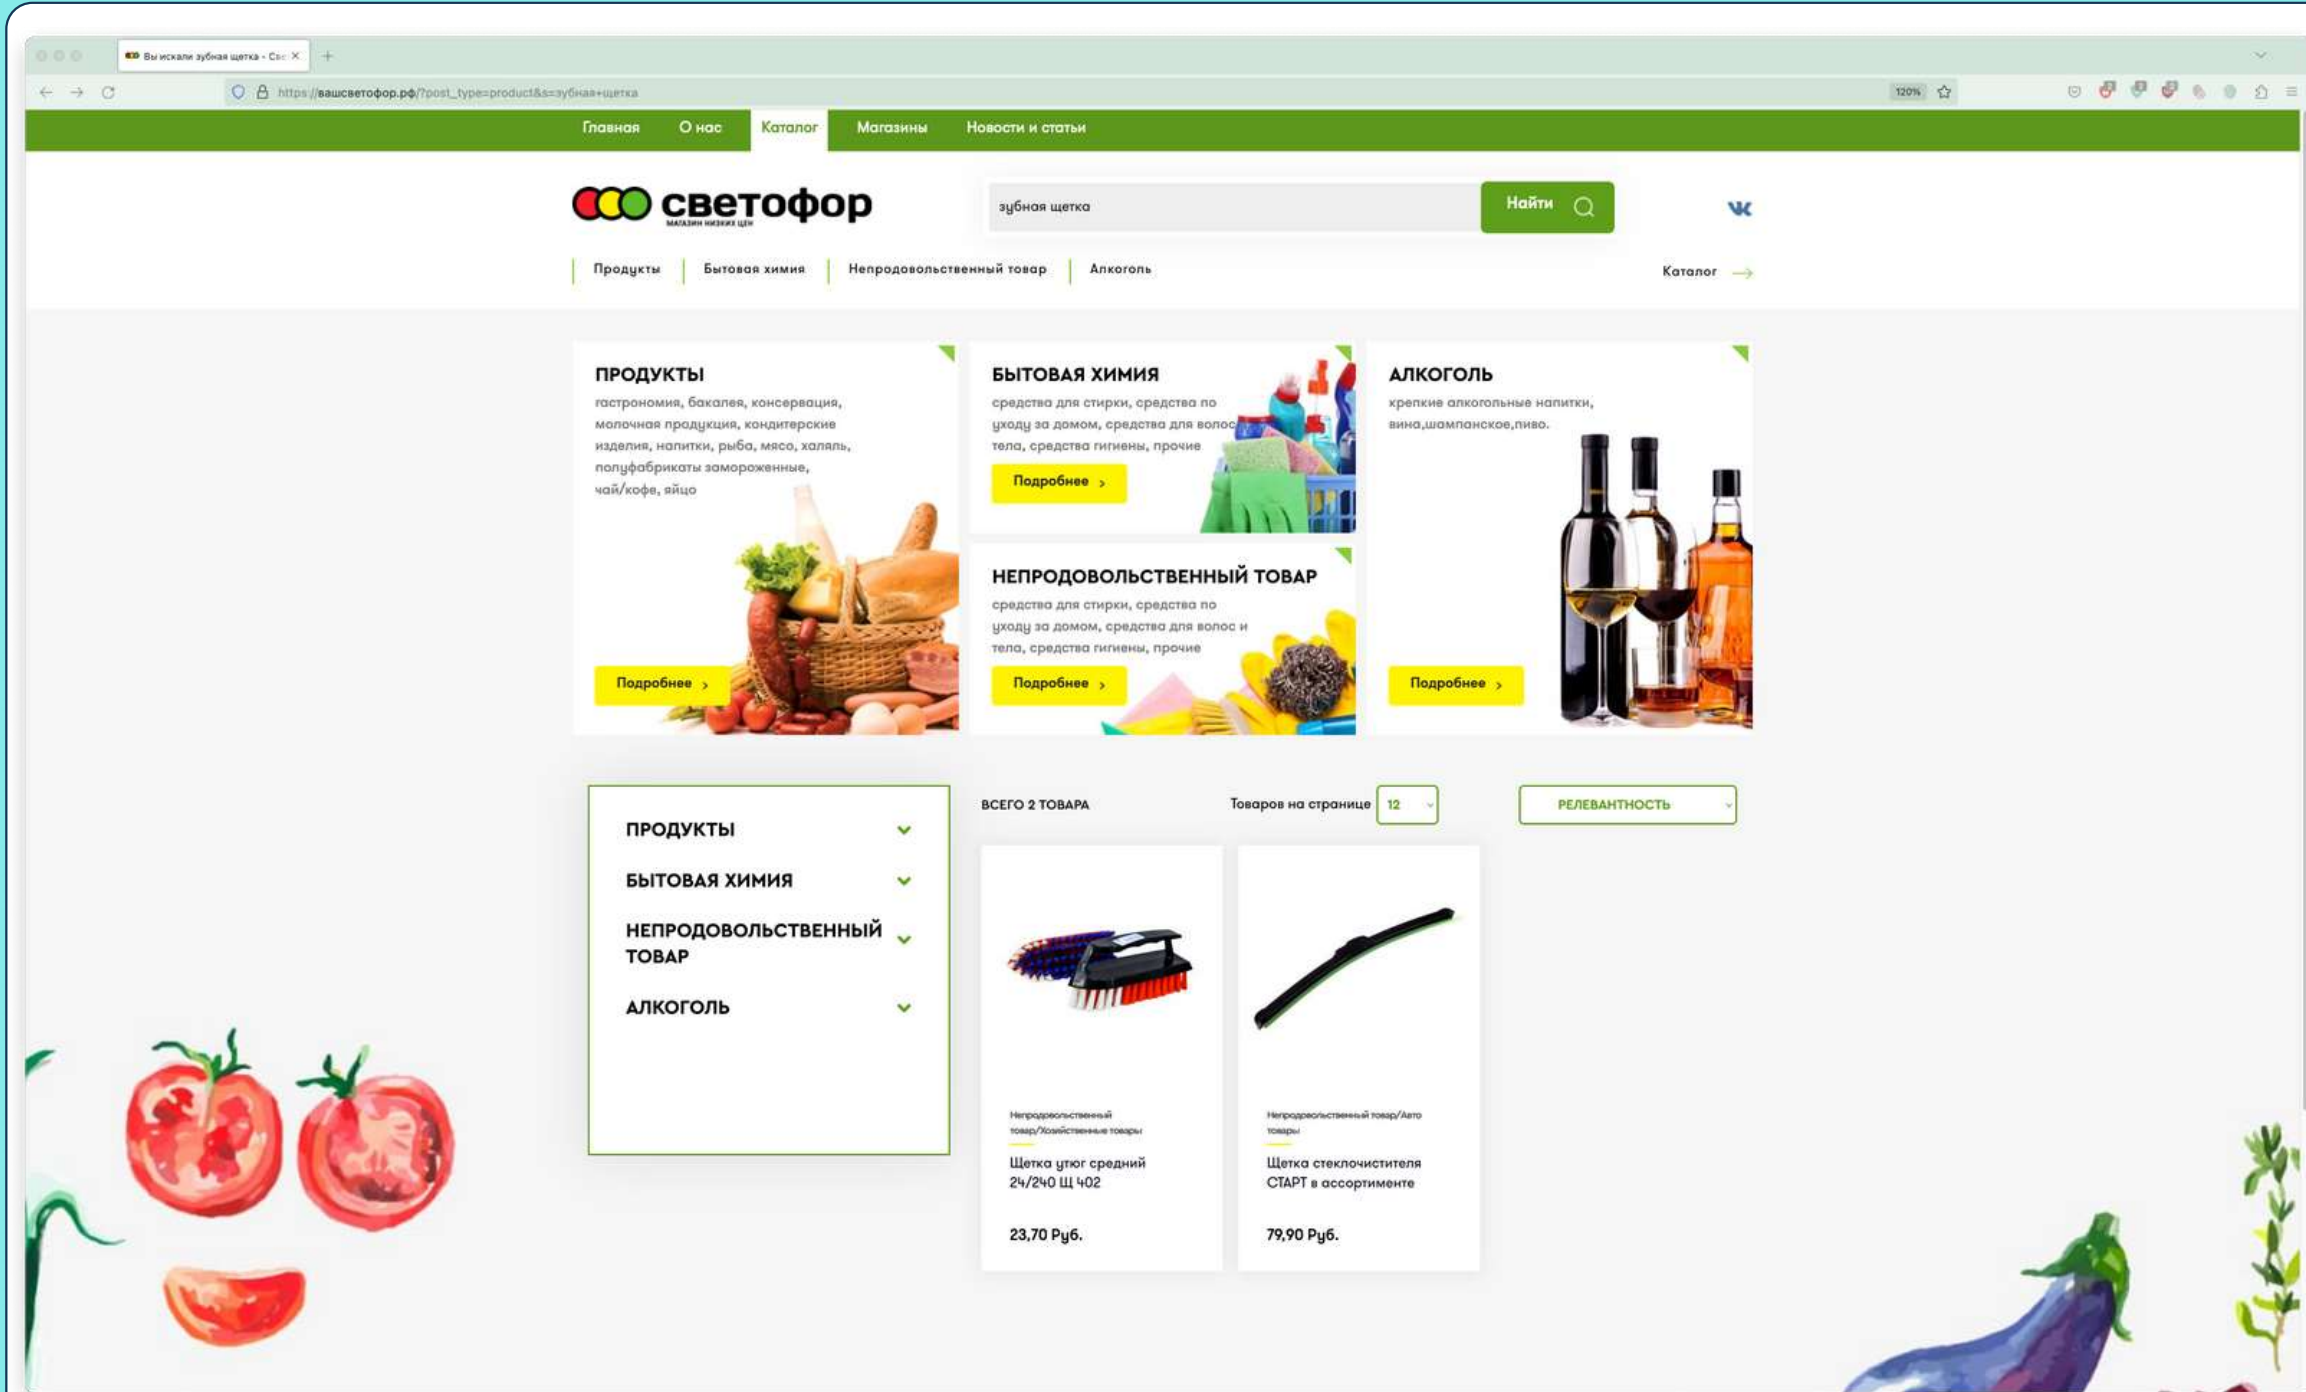 Вы искали зубная щетка - Све
https://вашсветофор.рф/?post_type=product&s=зубная+щетка
120%
Главная
О нас
Каталог
Магазины
Новости и статьи
светофор
МАГАЗИН НИЗКИХ ЦЕН
зубная щетка
Найти
Продукты
Бытовая химия
Непродовольственный товар
Алкоголь
Каталог
ПРОДУКТЫ
гастрономия, бакалея, консервация,
молочная продукция, кондитерские
изделия, напитки, рыба, мясо, халяль,
полуфабрикаты замороженные,
чай/кофе, яйцо
Подробнее
БЫТОВАЯ ХИМИЯ
средства для стирки, средства по
уходу за домом, средства для волос
тела, средства гигиены, прочие
Подробнее
НЕПРОДОВОЛЬСТВЕННЫЙ ТОВАР
средства для стирки, средства по
уходу за домом, средства для волос и
тела, средства гигиены, прочие
Подробнее
АЛКОГОЛЬ
крепкие алкогольные напитки,
вина,шампанское,пиво.
Подробнее
ПРОДУКТЫ
БЫТОВАЯ ХИМИЯ
НЕПРОДОВОЛЬСТВЕННЫЙ
ТОВАР
АЛКОГОЛЬ
ВСЕГО 2 ТОВАРА
Товаров на странице 12
РЕЛЕВАНТНОСТЬ
Непродовольственный
товар/Хозяйственные товары
Щетка утюг средний
24/240 Щ 402
23,70 Руб.
Непродовольственный товар/Авто
товары
Щетка стеклочистителя
СТАРТ в ассортименте
79,90 Руб.